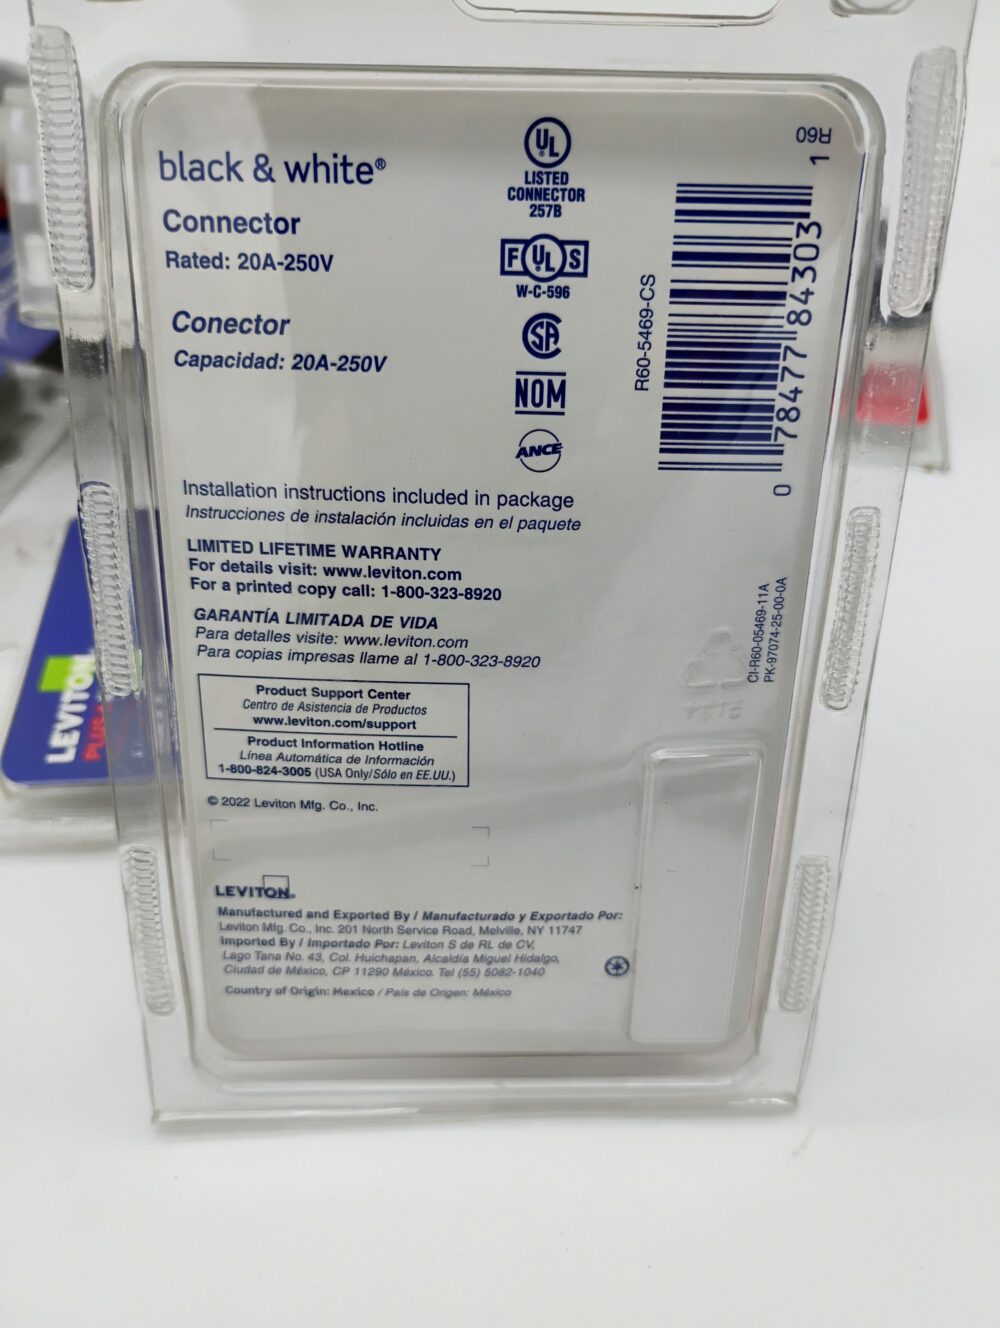 black & white®
Connector
Rated: 20A-250V
Conector
Capacidad: 20A-250V
UL
LISTED
CONNECTOR
257B
F UL S
W-C-596
SA
NOM
ANCE
R60
R60-5469-CS
0 78477 84303 1
Installation instructions included in package
Instrucciones de instalación incluidas en el paquete
LIMITED LIFETIME WARRANTY
For details visit: www.leviton.com
For a printed copy call: 1-800-323-8920
GARANTÍA LIMITADA DE VIDA
Para detalles visite: www.leviton.com
Para copias impresas llame al 1-800-323-8920
CI-R60-05469-11A
PK-97074-25-00-0A
Product Support Center
Centro de Asistencia de Productos
www.leviton.com/support
Product Information Hotline
Línea Automática de Información
1-800-824-3005 (USA Only/Sólo en EE.UU.)
© 2022 Leviton Mfg. Co., Inc.
LEVITON®
Manufactured and Exported By / Manufacturado y Exportado Por:
Leviton Mfg. Co., Inc. 201 North Service Road, Melville, NY 11747
Imported By / Importado Por: Leviton S de RL de CV,
Lago Tana No. 43, Col. Huichapan, Alcaldía Miguel Hidalgo,
Ciudad de México, CP 11290 México. Tel (55) 5082-1040
Country of Origin: Mexico / País de Origen: México
LEVITON